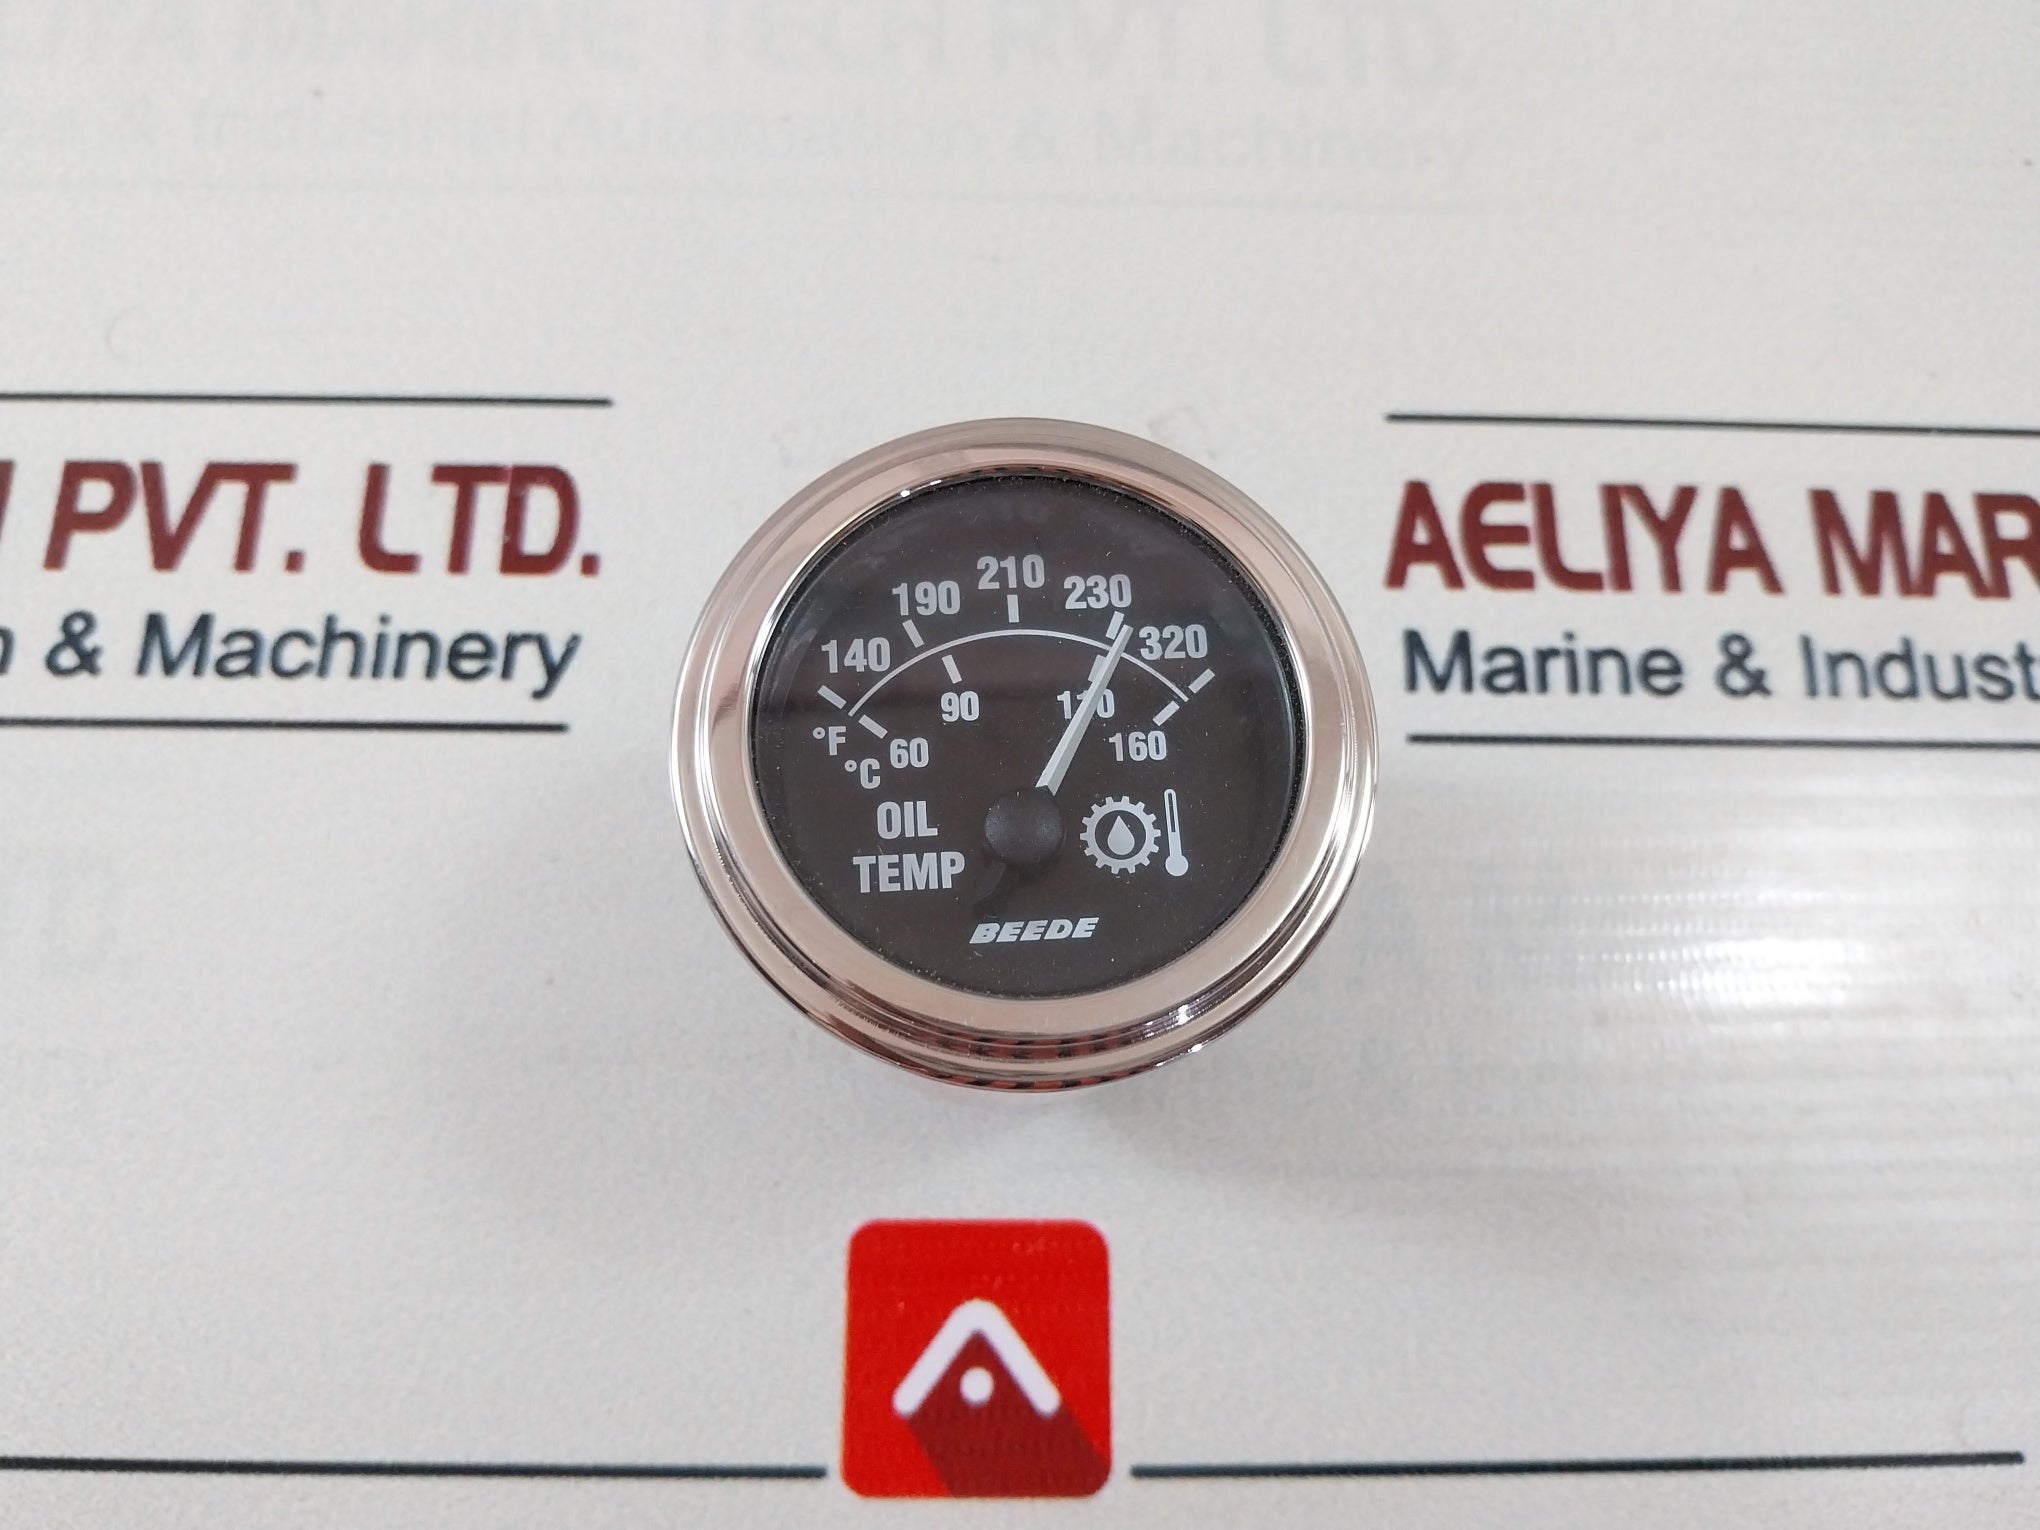 PVT. LTD.
& Machinery
AELIYA MAR
Marine & Indust
210
190 230
140 320
90 110
°F 60 160
°C
OIL
TEMP
BEEDE